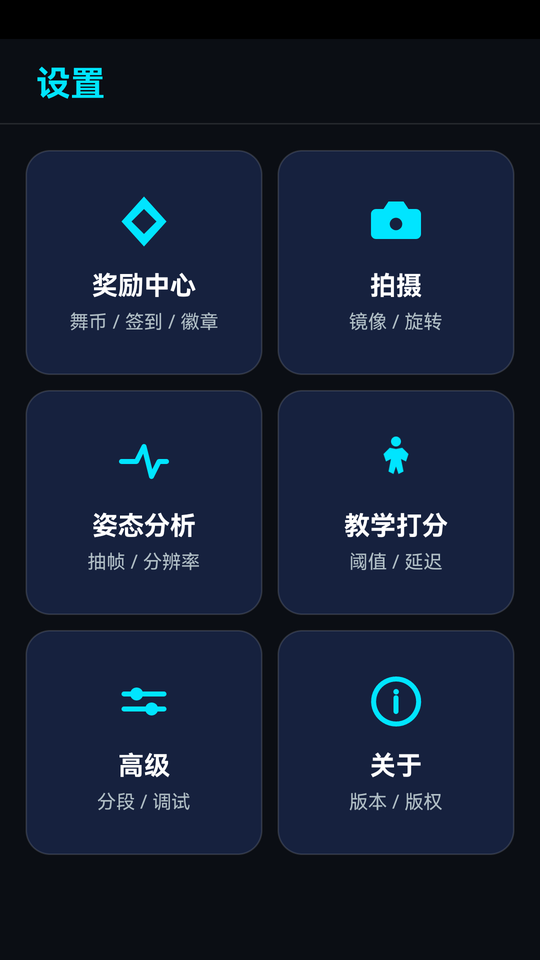 设置
奖励中心
舞币 / 签到 / 徽章
拍摄
镜像 / 旋转
姿态分析
抽帧 / 分辨率
教学打分
阈值 / 延迟
高级
分段 / 调试
关于
版本 / 版权